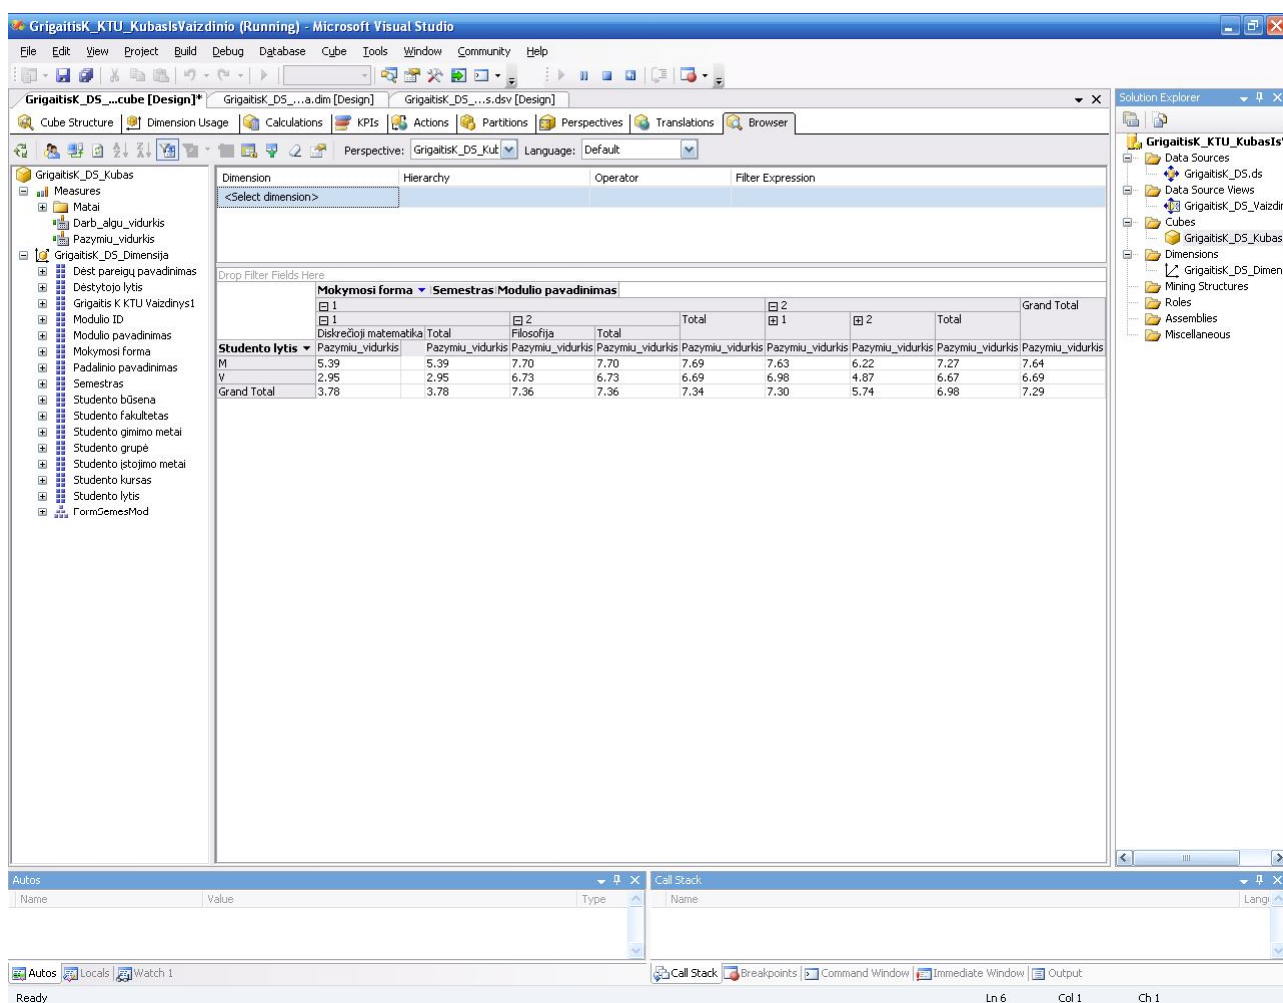 GrigaitisK_KTU_KubasIsVaizdinio (Running) - Microsoft Visual Studio
File Edit View Project Build Debug Database Cube Tools Window Community Help
GrigaitisK_DS_...cube [Design]* GrigaitisK_DS_...a.dim [Design] GrigaitisK_DS_...s.dsv [Design]
Cube Structure Dimension Usage Calculations KPIs Actions Partitions Perspectives Translations Browser
Perspective: GrigaitisK_DS_Kut Language: Default
GrigaitisK_DS_Kubas
Measures
Matai
Darb_algu_vidurkis
Pazymiu_vidurkis
GrigaitisK_DS_Dimensija
Dėst pareigų pavadinimas
Dėstytojo lytis
Grigaitis K KTU Vaizdinys1
Modulio ID
Modulio pavadinimas
Mokymosi forma
Padalinio pavadinimas
Semestras
Studento būsena
Studento fakultetas
Studento gimimo metai
Studento grupė
Studento įstojimo metai
Studento kursas
Studento lytis
FormSemesMod
Dimension Hierarchy Operator Filter Expression
<Select dimension>
Drop Filter Fields Here
Mokymosi forma Semestras Modulio pavadinimas
1 2 Grand Total
1 2 Total 1 2 Total
Diskrečioji matematika Total Filosofija Total
Studento lytis Pazymiu_vidurkis Pazymiu_vidurkis Pazymiu_vidurkis Pazymiu_vidurkis Pazymiu_vidurkis Pazymiu_vidurkis Pazymiu_vidurkis Pazymiu_vidurkis Pazymiu_vidurkis
M 5.39 5.39 7.70 7.70 7.69 7.63 6.22 7.27 7.64
V 2.95 2.95 6.73 6.73 6.69 6.98 4.87 6.67 6.69
Grand Total 3.78 3.78 7.36 7.36 7.34 7.30 5.74 6.98 7.29
Solution Explorer
GrigaitisK_KTU_KubasIs
Data Sources
GrigaitisK_DS.ds
Data Source Views
GrigaitisK_DS_Vaizdin
Cubes
GrigaitisK_DS_Kubas
Dimensions
GrigaitisK_DS_Dimen
Mining Structures
Roles
Assemblies
Miscellaneous
Autos
Name Value Type
Call Stack
Name Langu
Autos Locals Watch 1
Call Stack Breakpoints Command Window Immediate Window Output
Ready Ln 6 Col 1 Ch 1